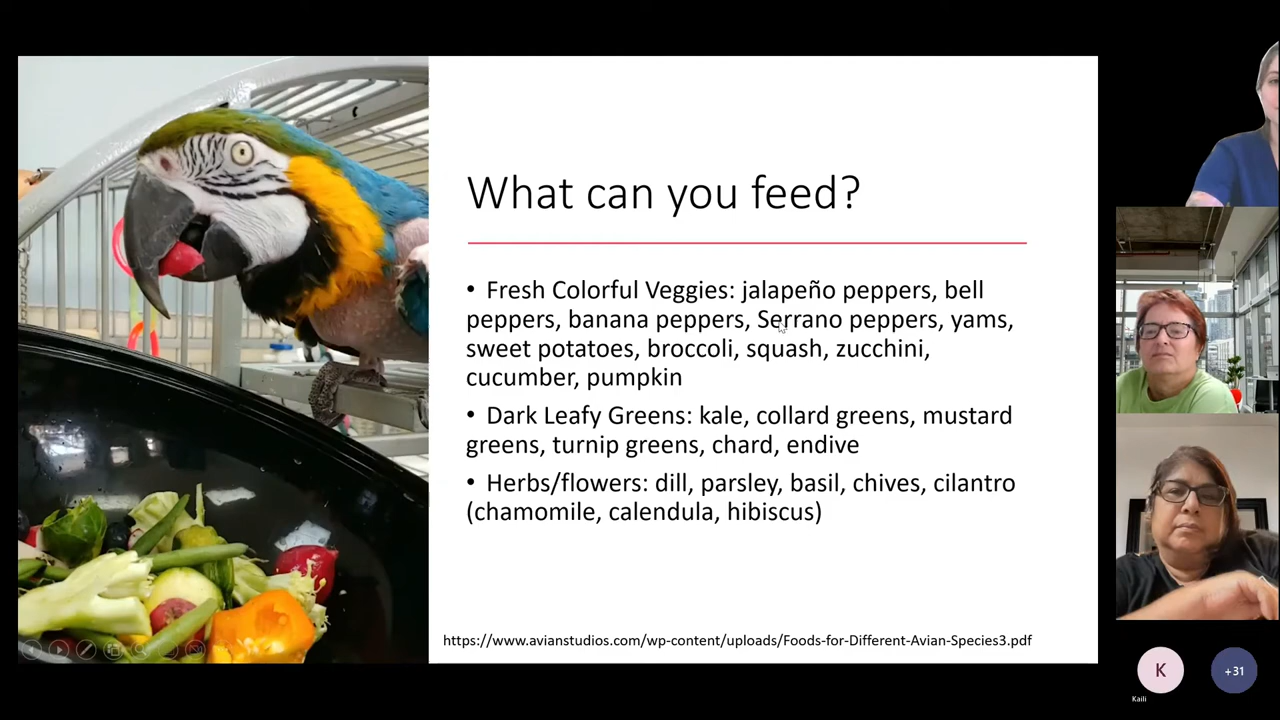 What can you feed?
• Fresh Colorful Veggies: jalapeño peppers, bell
peppers, banana peppers, Serrano peppers, yams,
sweet potatoes, broccoli, squash, zucchini,
cucumber, pumpkin
• Dark Leafy Greens: kale, collard greens, mustard
greens, turnip greens, chard, endive
• Herbs/flowers: dill, parsley, basil, chives, cilantro
(chamomile, calendula, hibiscus)
https://www.avianstudios.com/wp-content/uploads/Foods-for-Different-Avian-Species3.pdf
K
+31
Kaili